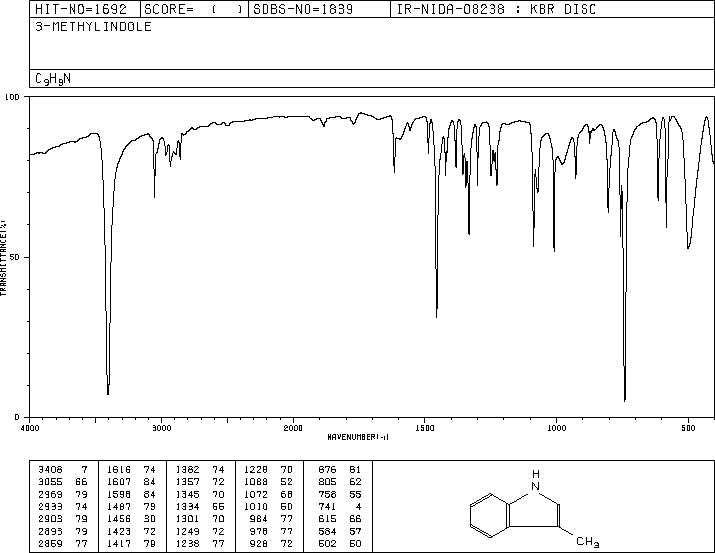 HIT-NO=1692 SCORE= ( ) SDBS-NO=1839 IR-NIDA-08238 : KBR DISC
3-METHYLINDOLE
C9H9N
100
50
0
TRANSMITTANCE(%)
4000 3000 2000 1500 1000 500
WAVENUMBER(-1)
3408 7 1616 74 1382 74 1228 70 876 81
3055 66 1607 84 1357 72 1088 52 805 62
2969 79 1598 84 1345 70 1072 68 758 55
2933 74 1487 79 1334 55 1010 50 741 4
2903 79 1456 30 1301 70 984 77 615 66
2893 79 1423 72 1249 72 978 77 584 57
2859 77 1417 79 1238 77 928 72 502 50
H
N
CH3